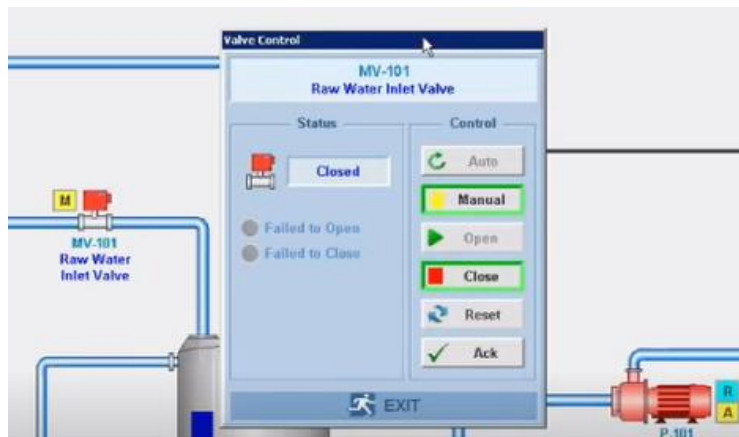 Valve Control
MV-101
Raw Water Inlet Valve
Status
Control
Closed
Auto
Manual
Failed to Open
Failed to Close
Open
Close
Reset
Ack
EXIT
M
MV-101
Raw Water
Inlet Valve
R
A
P-101